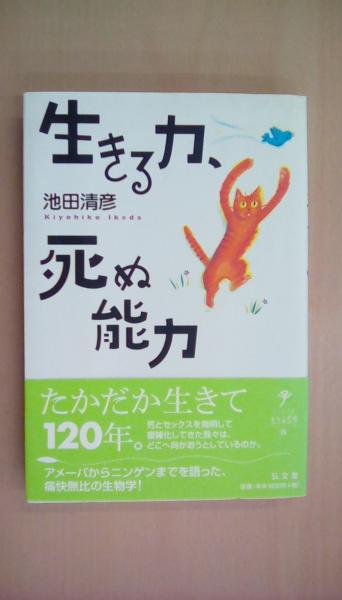 生きる力、
池田清彦
Kiyohiko Ikeda
死ぬ
能力
たかだか生きて
120年。
死とセックスを発明して
複雑化してきた我々は、
どこへ向かおうとしているのか。
アメーバからニンゲンまでを語った、
痛快無比の生物学!
弘文堂